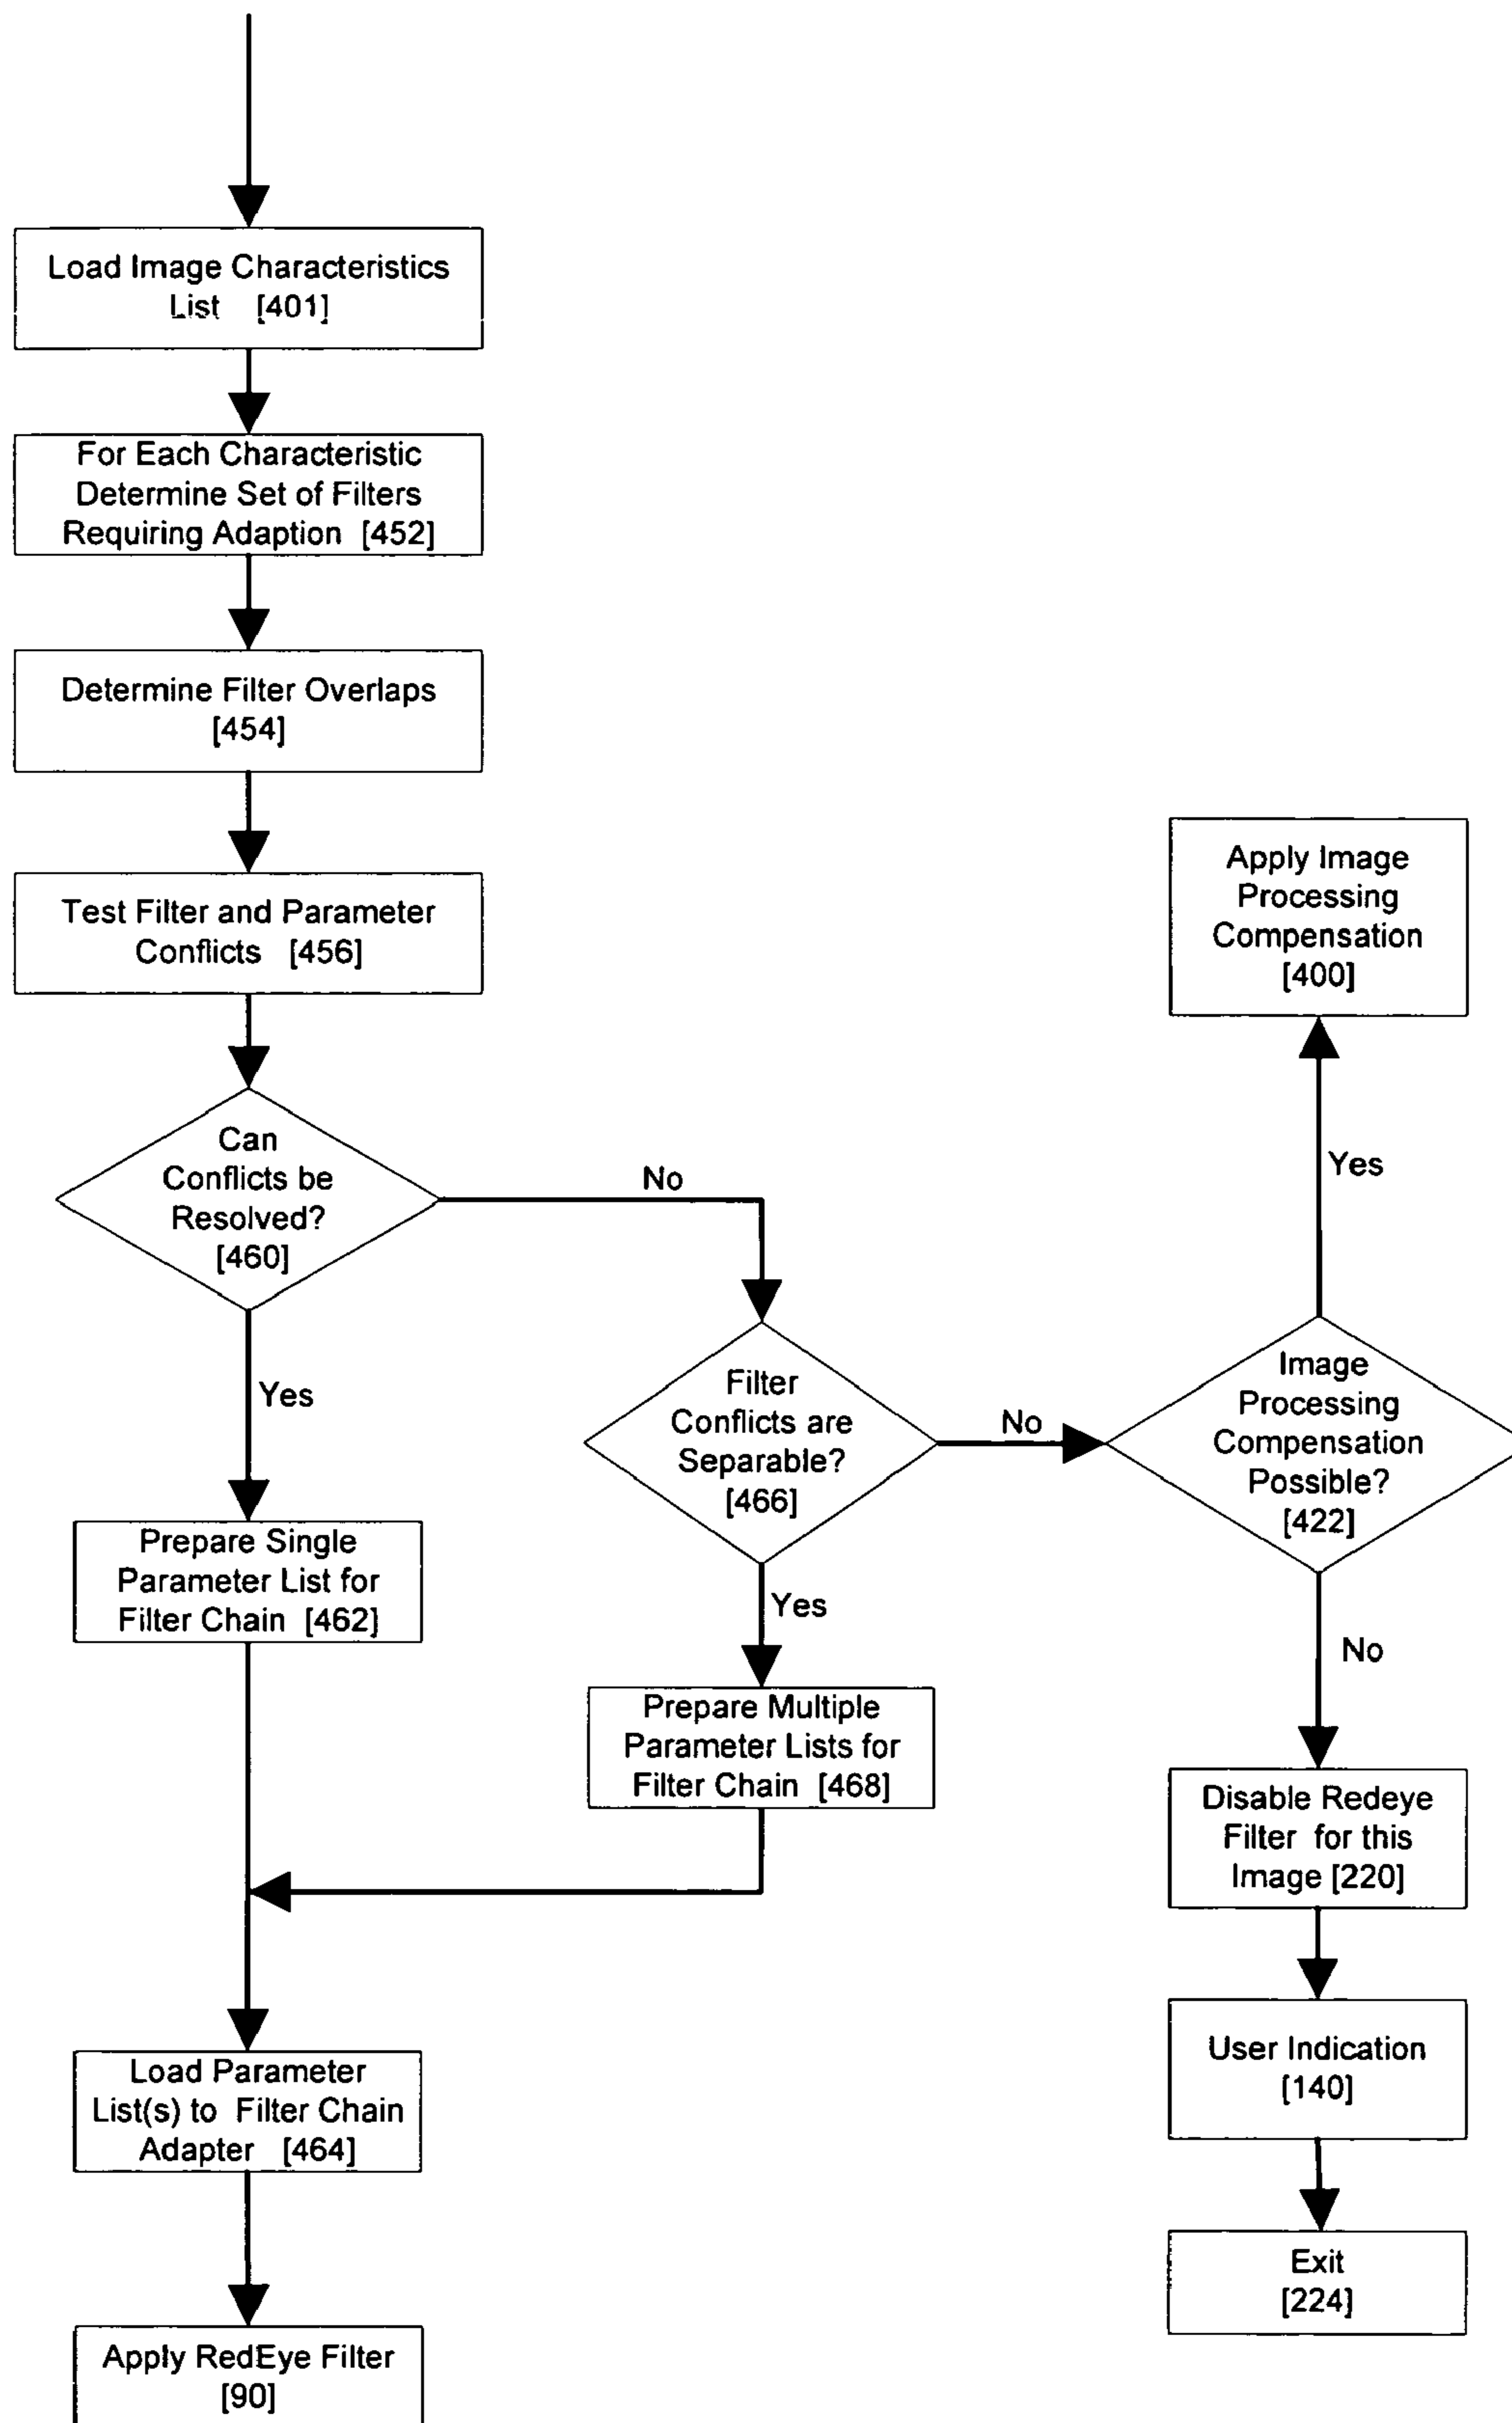 Load Image Characteristics
List [401]
For Each Characteristic
Determine Set of Filters
Requiring Adaption [452]
Determine Filter Overlaps
[454]
Test Filter and Parameter
Conflicts [456]
Can
Conflicts be
Resolved?
[460]
No
Yes
Filter
Conflicts are
Separable?
[466]
No
Yes
Image
Processing
Compensation
Possible?
[422]
Yes
Apply Image
Processing
Compensation
[400]
No
Prepare Single
Parameter List for
Filter Chain [462]
Prepare Multiple
Parameter Lists for
Filter Chain [468]
Disable Redeye
Filter for this
Image [220]
User Indication
[140]
Exit
[224]
Load Parameter
List(s) to Filter Chain
Adapter [464]
Apply RedEye Filter
[90]